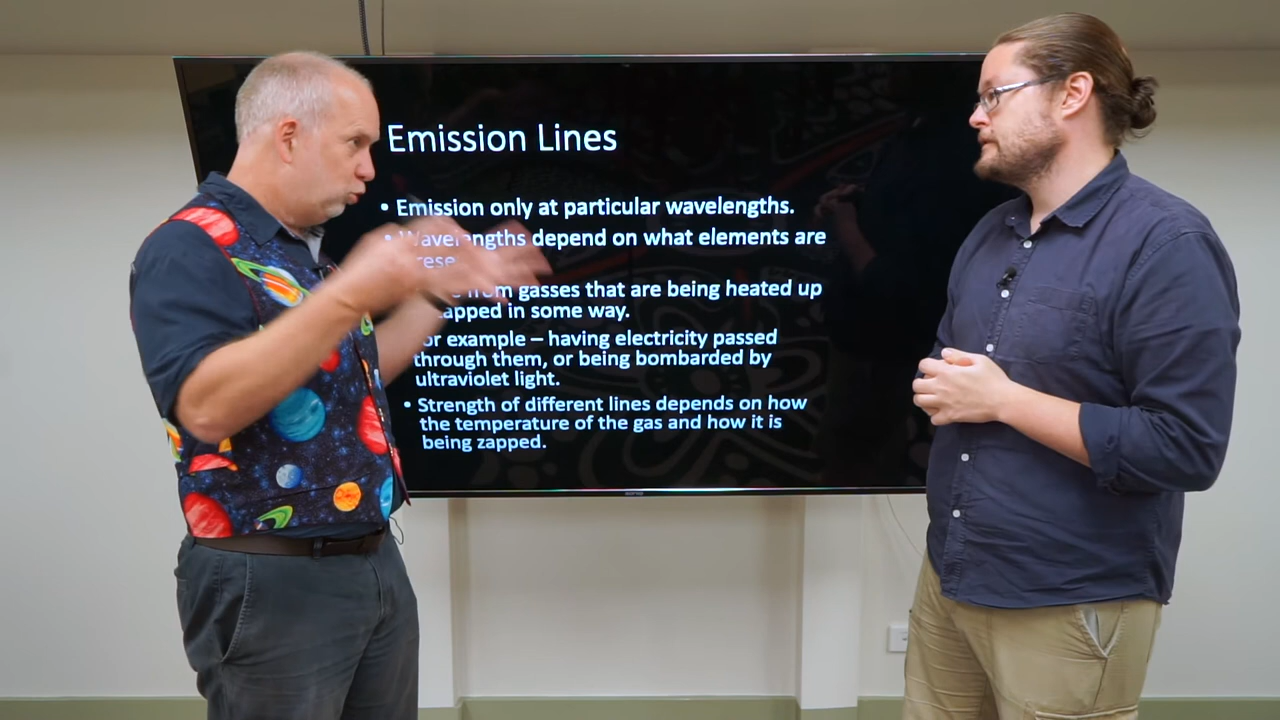 Emission Lines
• Emission only at particular wavelengths.
• Wavelengths depend on what elements are
from gasses that are being heated up
in some way.
example – having electricity passed
through them, or being bombarded by
ultraviolet light.
• Strength of different lines depends on how
the temperature of the gas and how it is
being zapped.